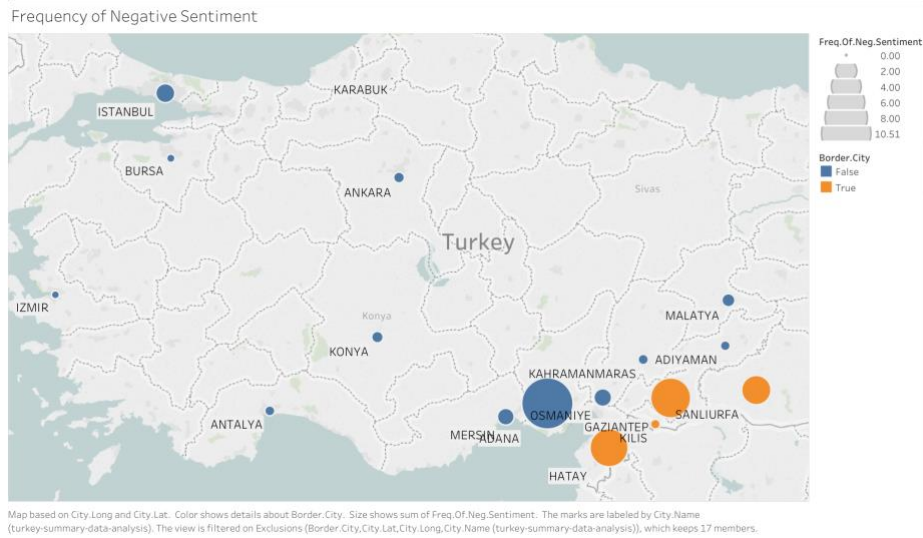 Frequency of Negative Sentiment
Freq.Of.Neg.Sentiment
0.00
2.00
4.00
6.00
8.00
10.51
Border.City
False
True
KARABUK
ISTANBUL
BURSA
ANKARA
Sivas
Turkey
IZMIR
MALATYA
Konya
KONYA
ADIYAMAN
KAHRAMANMARAS
OSMANIYE
SANLIURFA
ANTALYA
GAZIANTEP
MERSIN
ADANA
KILIS
HATAY
Map based on City.Long and City.Lat. Color shows details about Border.City. Size shows sum of Freq.Of.Neg.Sentiment. The marks are labeled by City.Name
(turkey-summary-data-analysis). The view is filtered on Exclusions (Border.City,City.Lat,City.Long,City.Name (turkey-summary-data-analysis)), which keeps 17 members.